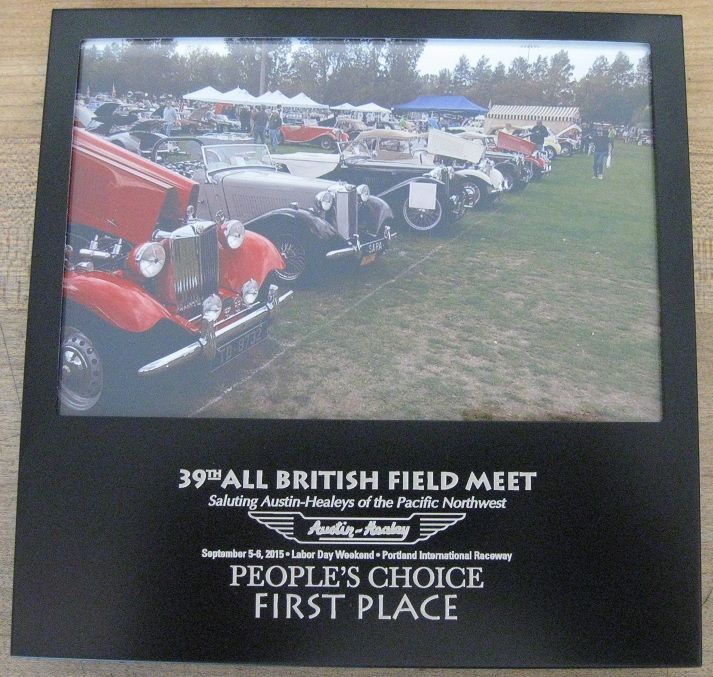 SARA
39TH ALL BRITISH FIELD MEET
Saluting Austin-Healeys of the Pacific Northwest
Austin-Healey
September 5-6, 2015 • Labor Day Weekend • Portland International Raceway
PEOPLE'S CHOICE
FIRST PLACE